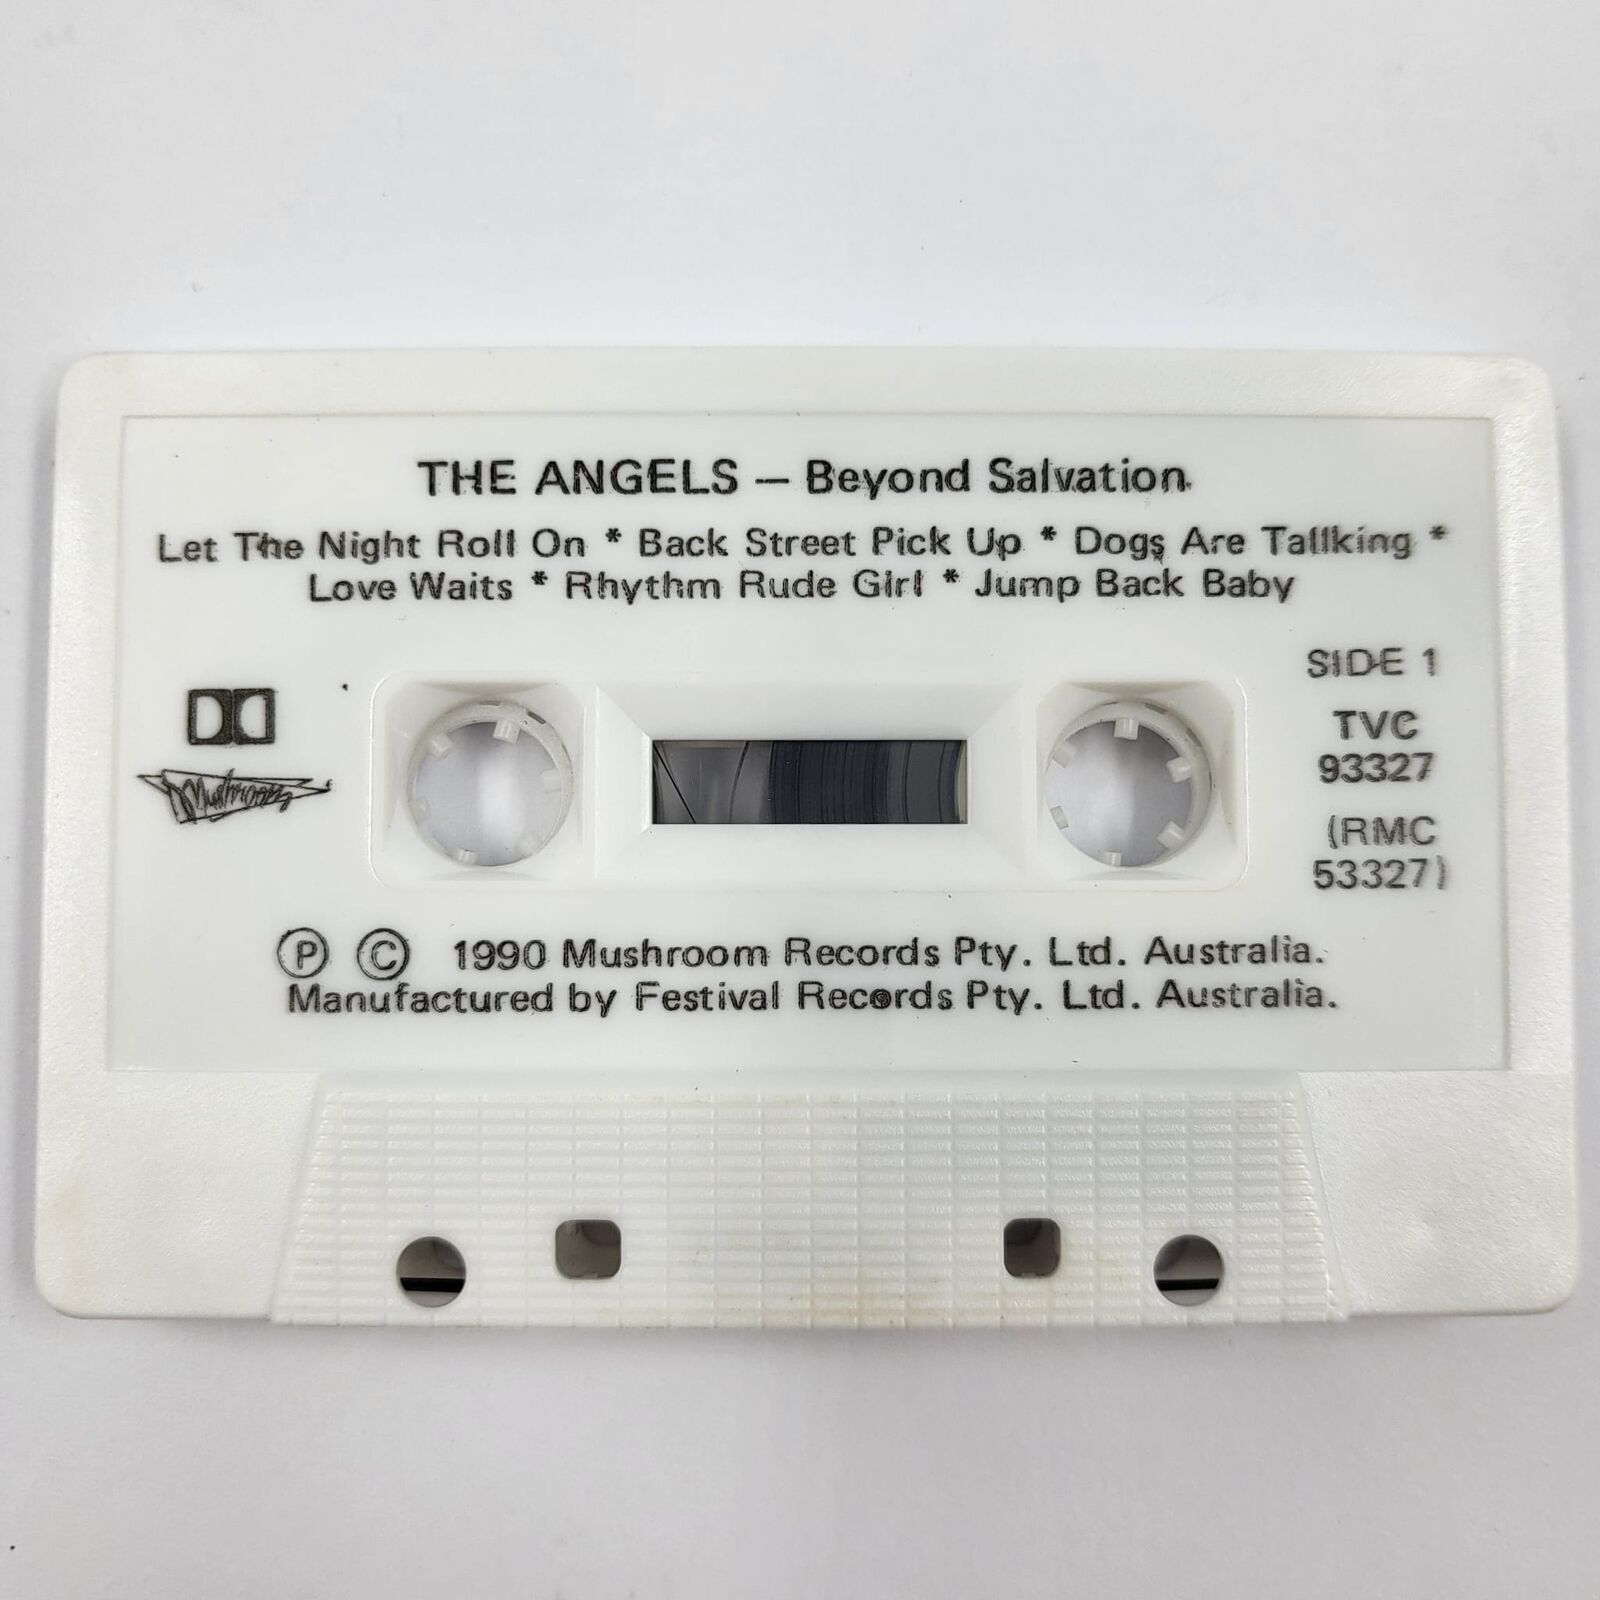 THE ANGELS — Beyond Salvation.
Let The Night Roll On * Back Street Pick Up * Dogs Are Tallking *
Love Waits * Rhythm Rude Girl * Jump Back Baby
SIDE 1
TVC
93327
(RMC
53327)
Mushroom
Ⓟ Ⓒ 1990 Mushroom Records Pty. Ltd. Australia.
Manufactured by Festival Records Pty. Ltd. Australia.